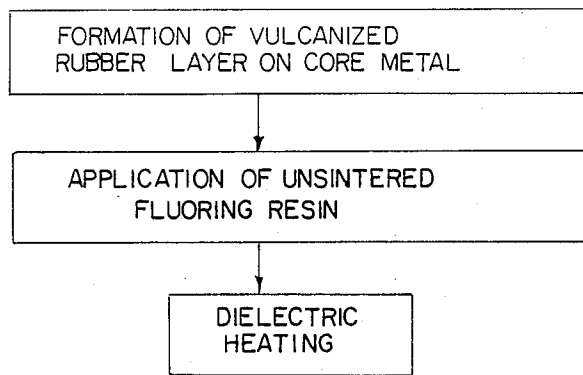 FORMATION OF VULCANIZED
RUBBER LAYER ON CORE METAL
APPLICATION OF UNSINTERED
FLUORING RESIN
DIELECTRIC
HEATING